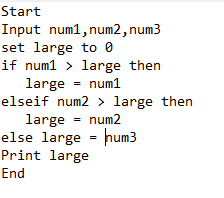 Start
Input num1,num2,num3
set large to 0
if num1 > large then
   large = num1
elseif num2 > large then
   large = num2
else large = num3
Print large
End